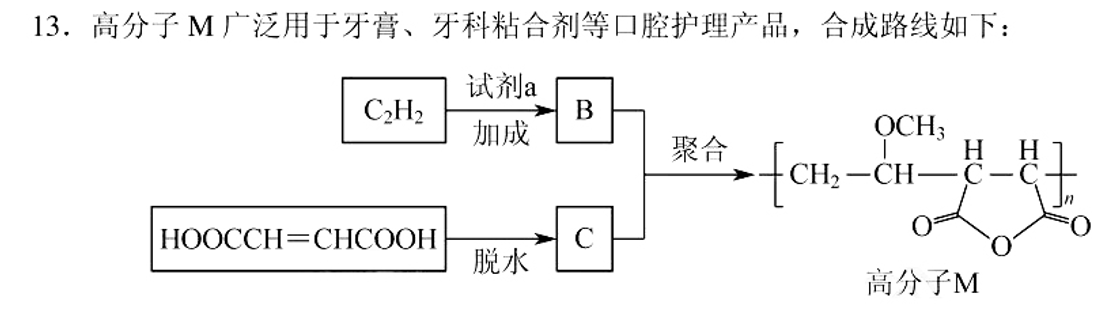 13．高分子 M 广泛用于牙膏、牙科粘合剂等口腔护理产品，合成路线如下：
C₂H₂ 试剂a 加成 B
聚合
HOOCCH=CHCOOH 脱水 C
OCH₃
H H
CH₂—CH—C—C n
O O O
高分子M